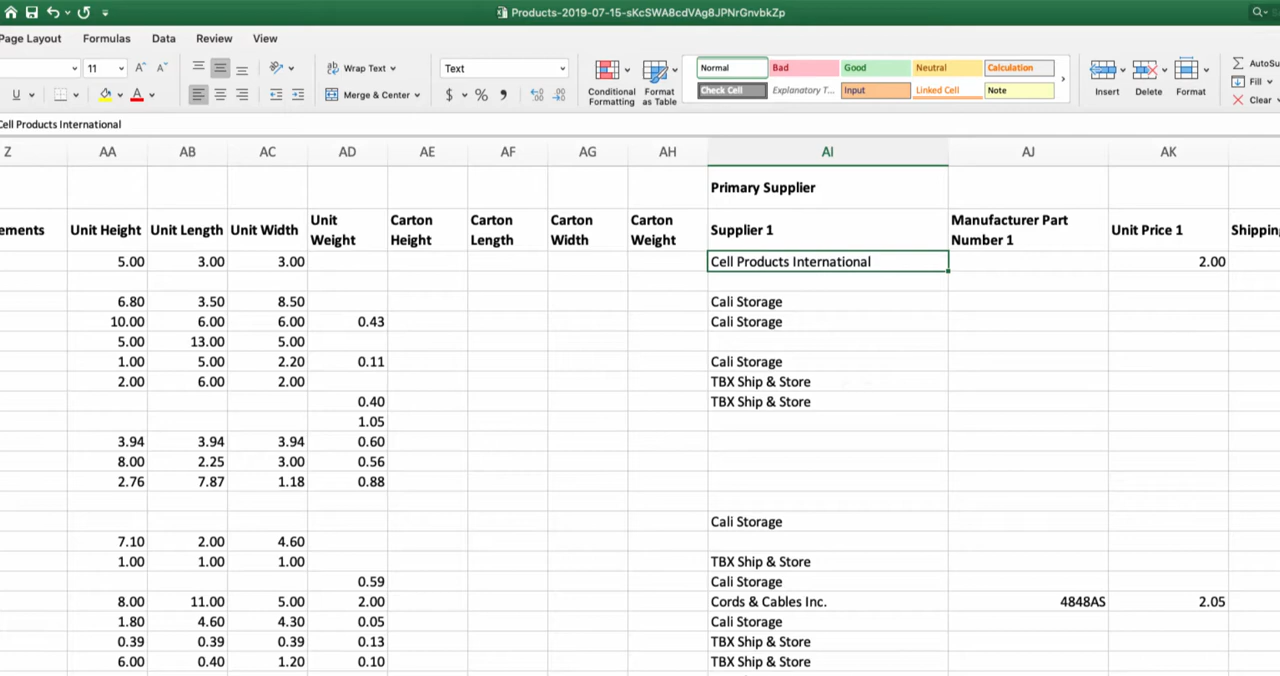 Products-2019-07-15-sKcSWA8cdVAg8JPNrGnvbkZp
Page Layout Formulas Data Review View
11 A A Wrap Text Text Normal Bad Good Neutral Calculation AutoSu
U A Merge & Center $ % Conditional Formatting Format as Table Check Cell Explanatory T... Input Linked Cell Note Insert Delete Format Fill Clear
Cell Products International
Z AA AB AC AD AE AF AG AH AI AJ AK
Primary Supplier
ements Unit Height Unit Length Unit Width Unit Weight Carton Height Carton Length Carton Width Carton Weight Supplier 1 Manufacturer Part Number 1 Unit Price 1 Shipping
5.00 3.00 3.00 Cell Products International 2.00
6.80 3.50 8.50 Cali Storage
10.00 6.00 6.00 0.43 Cali Storage
5.00 13.00 5.00
1.00 5.00 2.20 0.11 Cali Storage
2.00 6.00 2.00 TBX Ship & Store
0.40 TBX Ship & Store
1.05
3.94 3.94 3.94 0.60
8.00 2.25 3.00 0.56
2.76 7.87 1.18 0.88
Cali Storage
7.10 2.00 4.60
1.00 1.00 1.00 TBX Ship & Store
0.59 Cali Storage
8.00 11.00 5.00 2.00 Cords & Cables Inc. 4848AS 2.05
1.80 4.60 4.30 0.05 Cali Storage
0.39 0.39 0.39 0.13 TBX Ship & Store
6.00 0.40 1.20 0.10 TBX Ship & Store